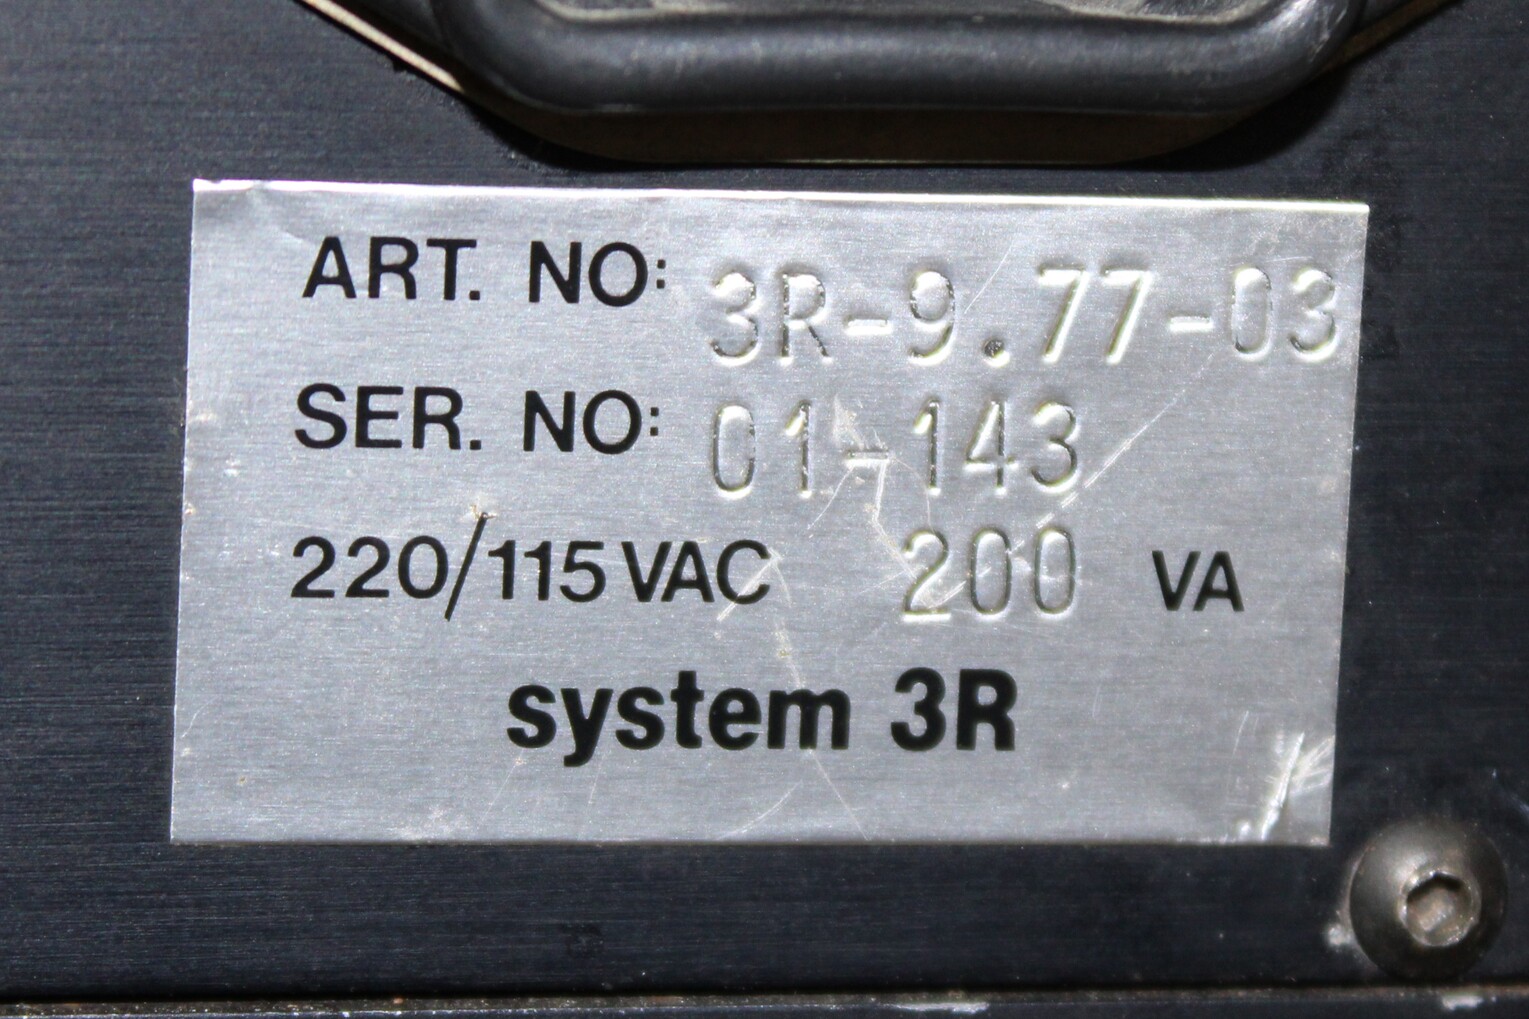 ART. NO: 3R-9.77-03
SER. NO: 01-143
220/115 VAC 200 VA
system 3R